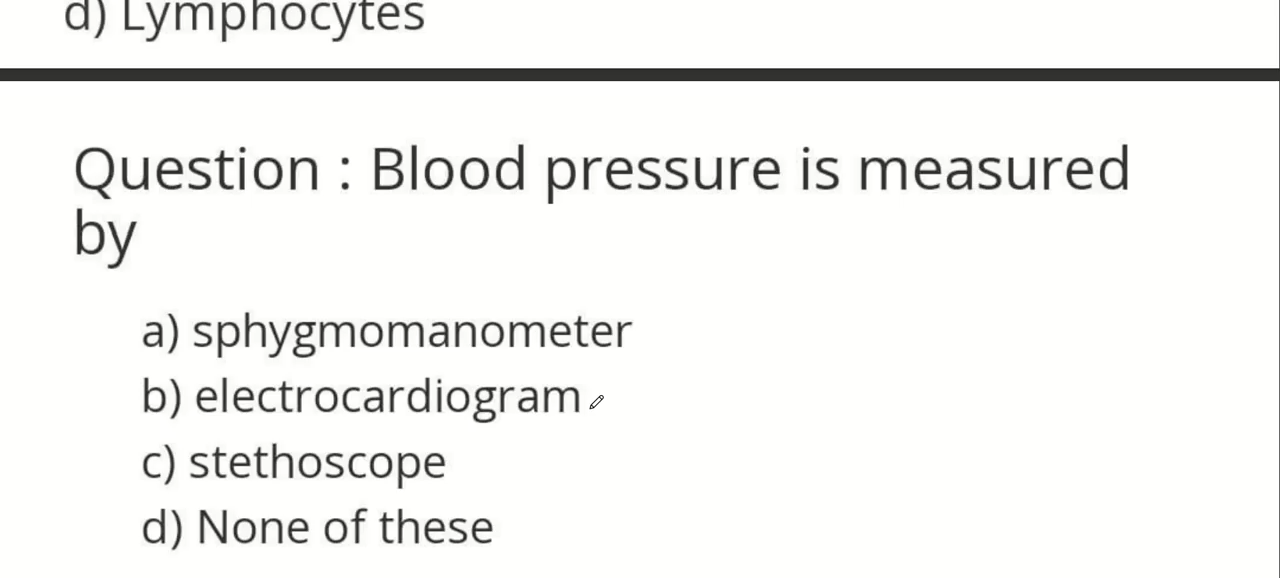 d) Lymphocytes
Question : Blood pressure is measured
by
a) sphygmomanometer
b) electrocardiogram
c) stethoscope
d) None of these